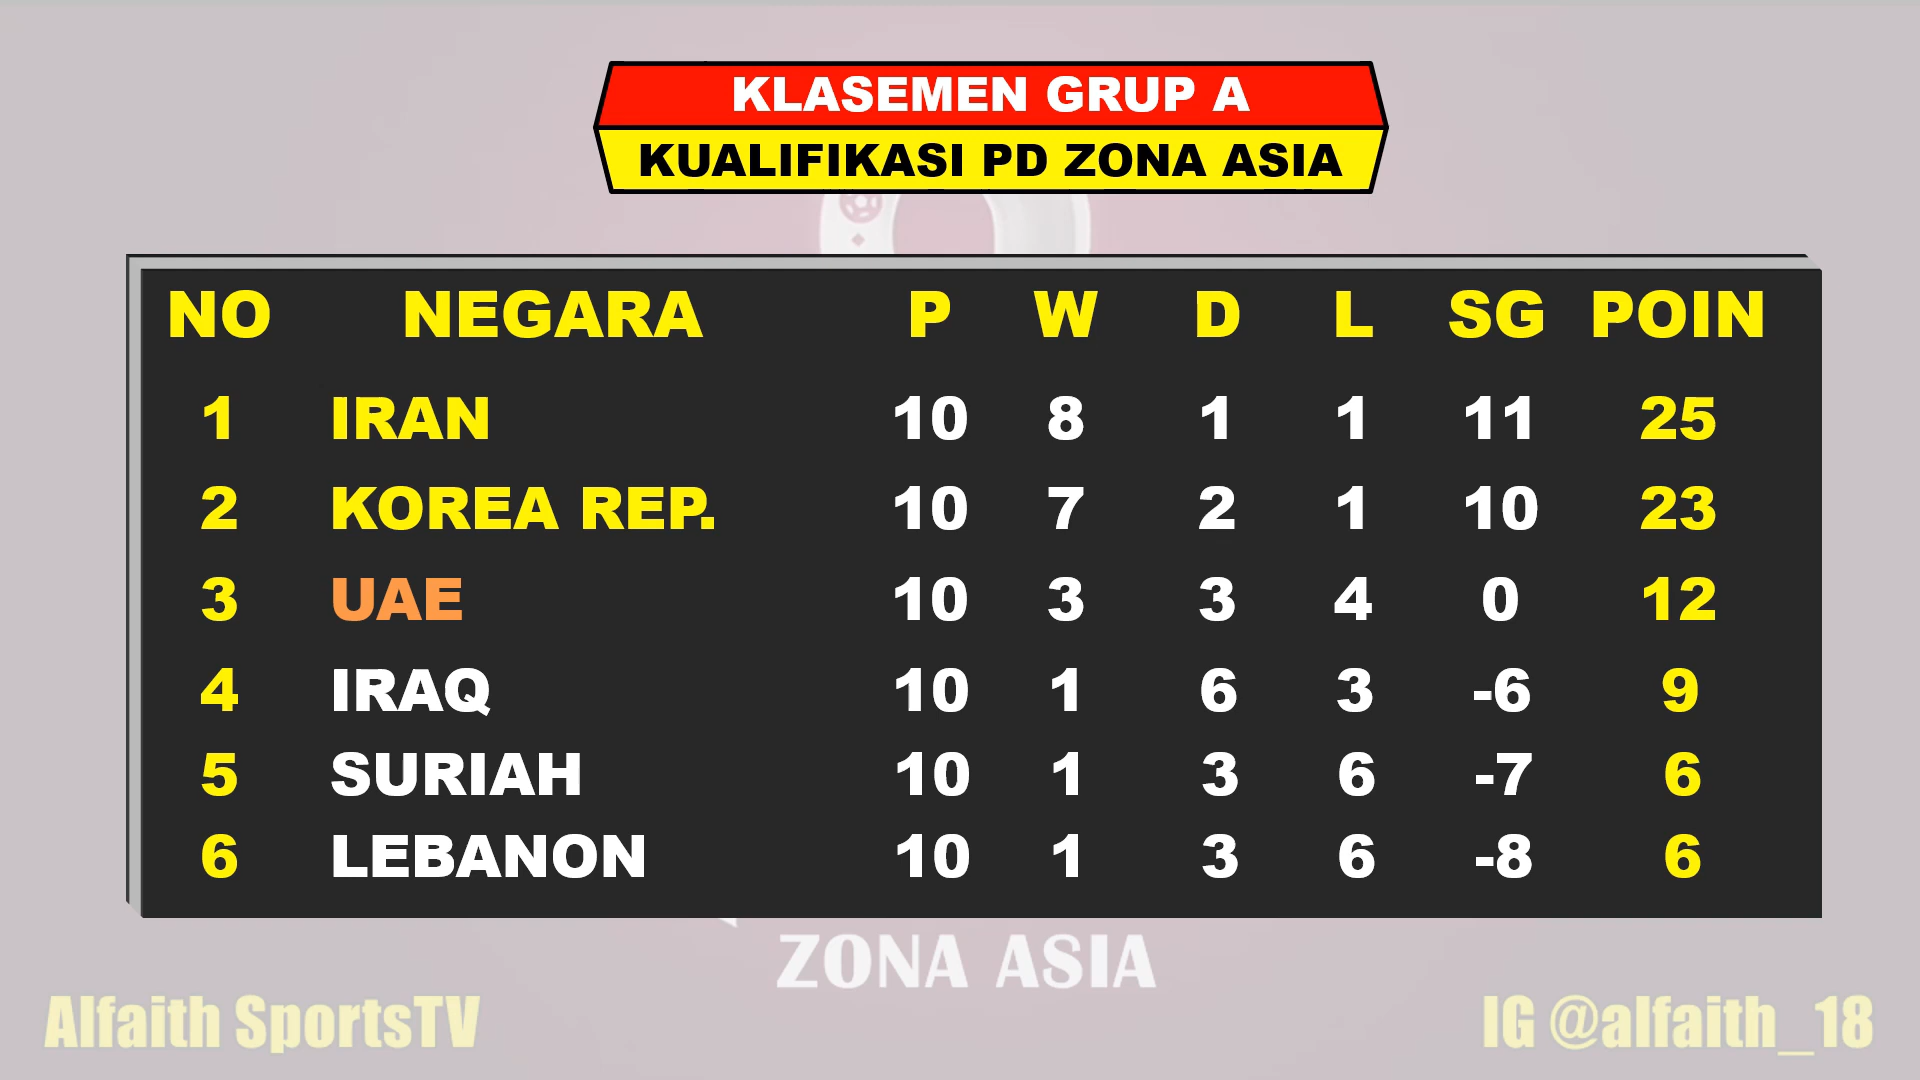 KLASEMEN GRUP A
KUALIFIKASI PD ZONA ASIA
NO NEGARA P W D L SG POIN
1 IRAN 10 8 1 1 11 25
2 KOREA REP. 10 7 2 1 10 23
3 UAE 10 3 3 4 0 12
4 IRAQ 10 1 6 3 -6 9
5 SURIAH 10 1 3 6 -7 6
6 LEBANON 10 1 3 6 -8 6
ZONA ASIA
Alfaith SportsTV IG @alfaith_18